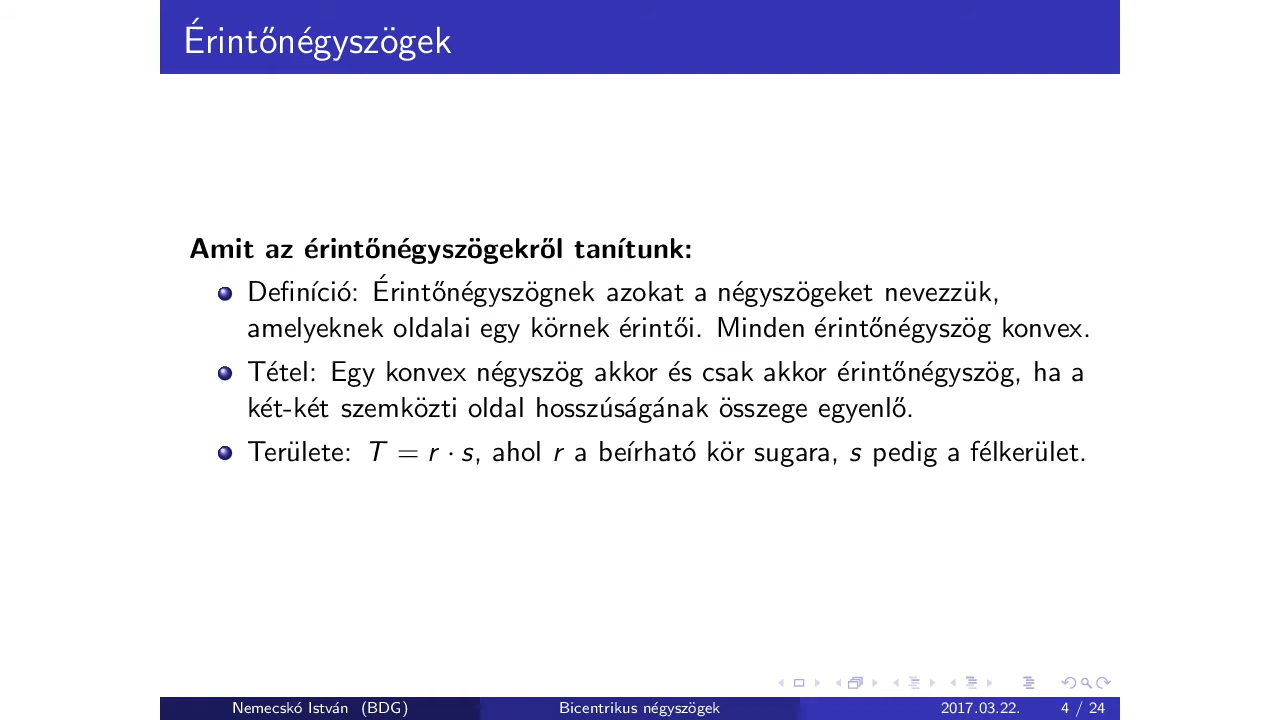 Érintőnégyszögek
Amit az érintőnégyszögekről tanítunk:
Definíció: Érintőnégyszögnek azokat a négyszögeket nevezzük,
amelyeknek oldalai egy körnek érintői. Minden érintőnégyszög konvex.
Tétel: Egy konvex négyszög akkor és csak akkor érintőnégyszög, ha a
két-két szemközti oldal hosszúságának összege egyenlő.
Területe: T = r · s, ahol r a beírható kör sugara, s pedig a félkerület.
Nemecskó István (BDG) Bicentrikus négyszögek 2017.03.22. 4 / 24